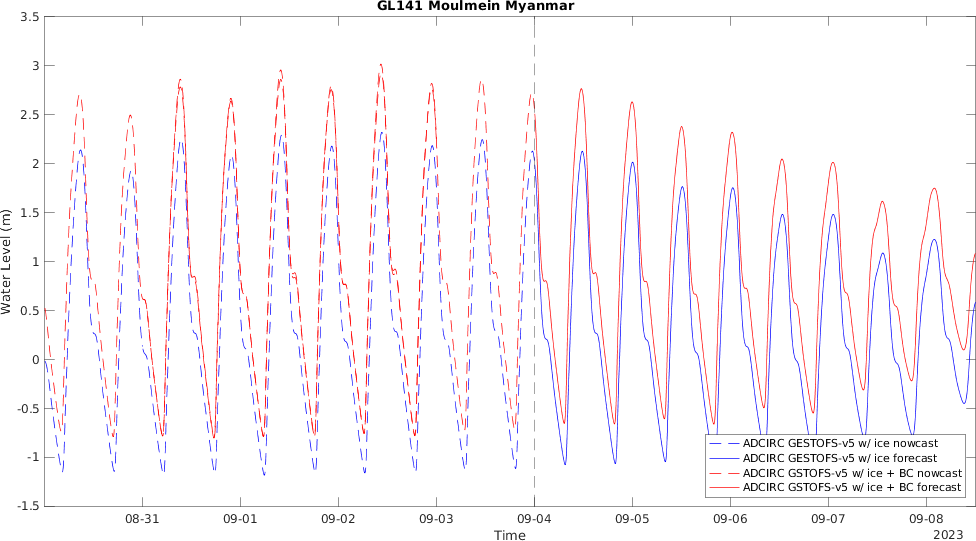 GL141 Moulmein Myanmar
3.5
3
2.5
2
1.5
1
0.5
0
-0.5
-1
-1.5
Water Level (m)
ADCIRC GESTOFS-v5 w/ ice nowcast
ADCIRC GESTOFS-v5 w/ ice forecast
ADCIRC GSTOFS-v5 w/ ice + BC nowcast
ADCIRC GSTOFS-v5 w/ ice + BC forecast
08-31 09-01 09-02 09-03 09-04 09-05 09-06 09-07 09-08
Time
2023